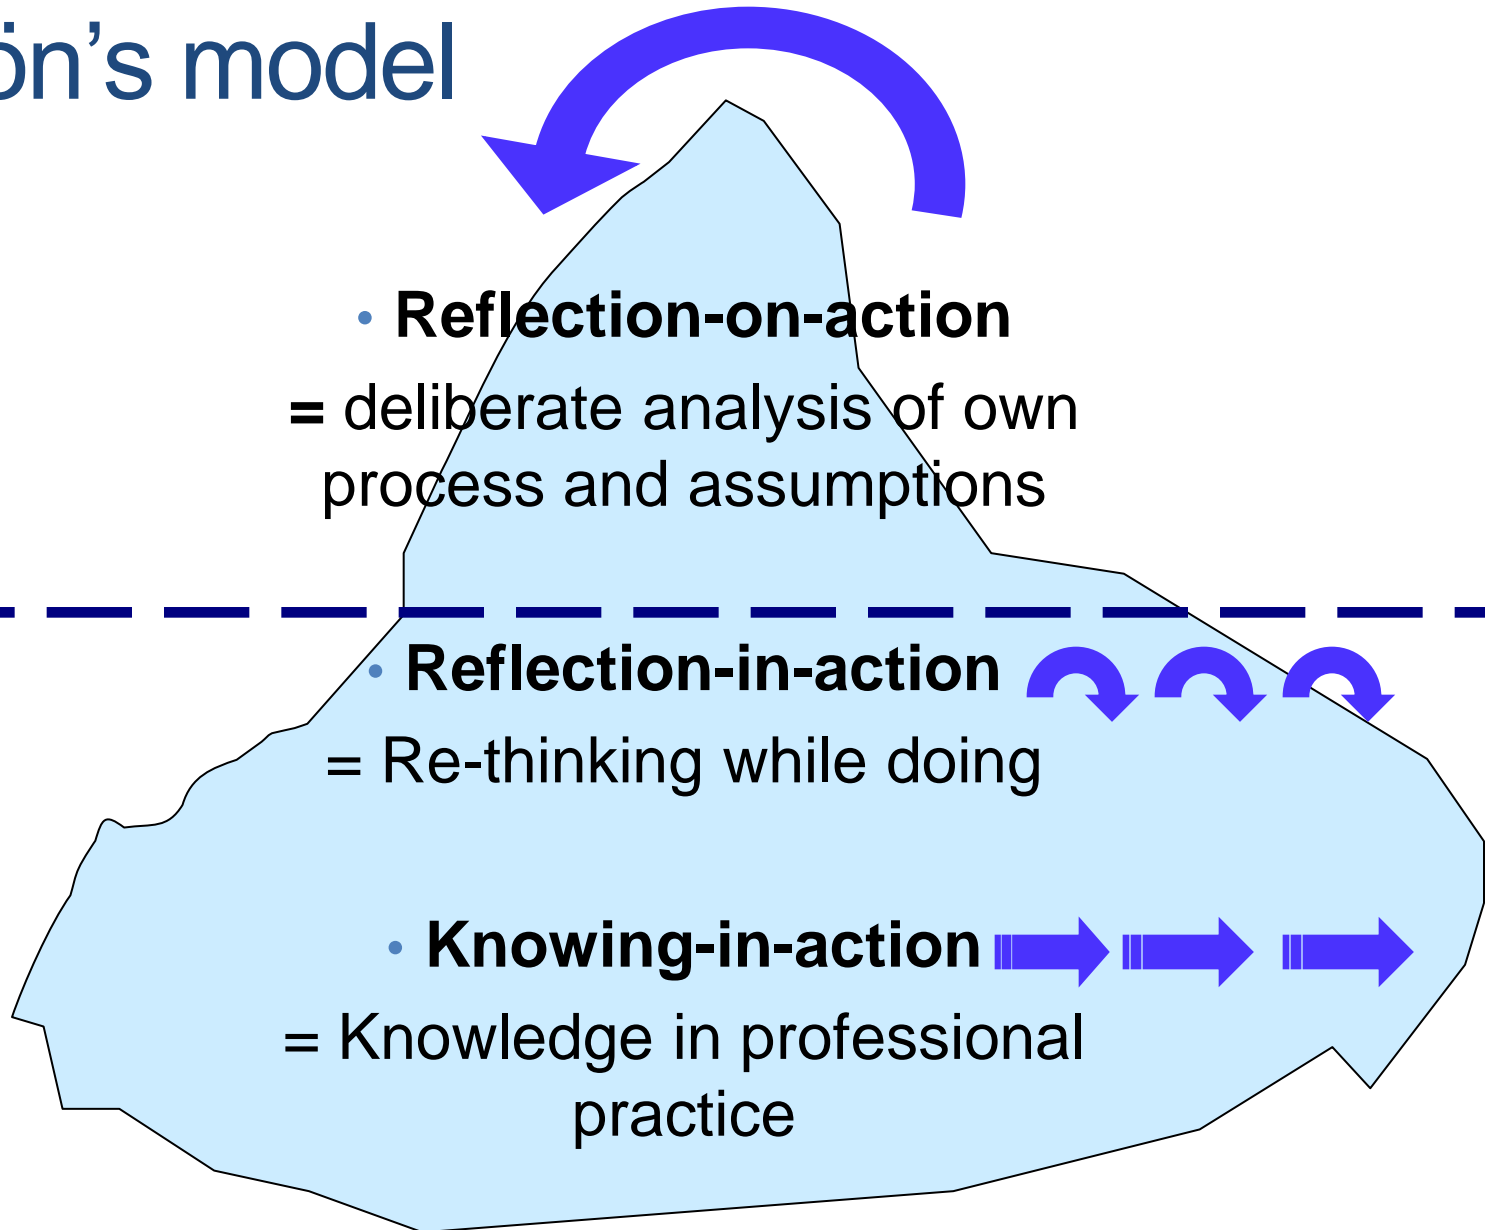 ön’s model
• Reflection-on-action
= deliberate analysis of own
process and assumptions
• Reflection-in-action
= Re-thinking while doing
• Knowing-in-action
= Knowledge in professional
practice